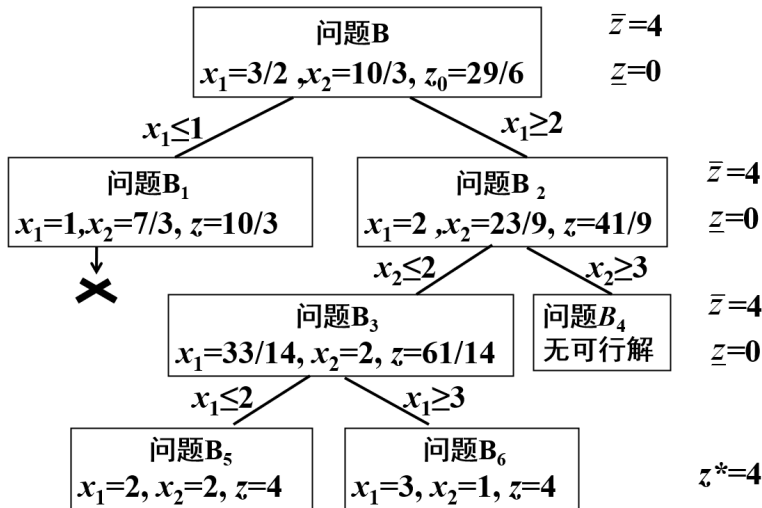 问题B
x₁=3/2 ,x₂=10/3, z₀=29/6
z̄=4
z̲=0
x₁≤1
x₁≥2
问题B₁
x₁=1,x₂=7/3, z=10/3
问题B ₂
x₁=2 ,x₂=23/9, z=41/9
z̄=4
z̲=0
x₂≤2
x₂≥3
问题B₃
x₁=33/14, x₂=2, z=61/14
问题B₄
无可行解
z̄=4
z̲=0
x₁≤2
x₁≥3
问题B₅
x₁=2, x₂=2, z=4
问题B₆
x₁=3, x₂=1, z=4
z*=4